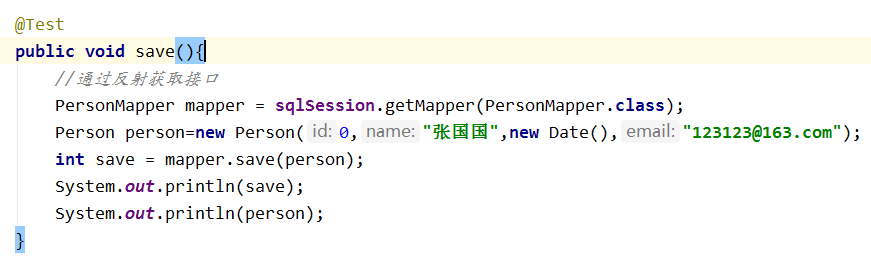 @Test
public void save(){
//通过反射获取接口
PersonMapper mapper = sqlSession.getMapper(PersonMapper.class);
Person person=new Person( id: 0, name: "张国国",new Date(), email: "123123@163.com");
int save = mapper.save(person);
System.out.println(save);
System.out.println(person);
}